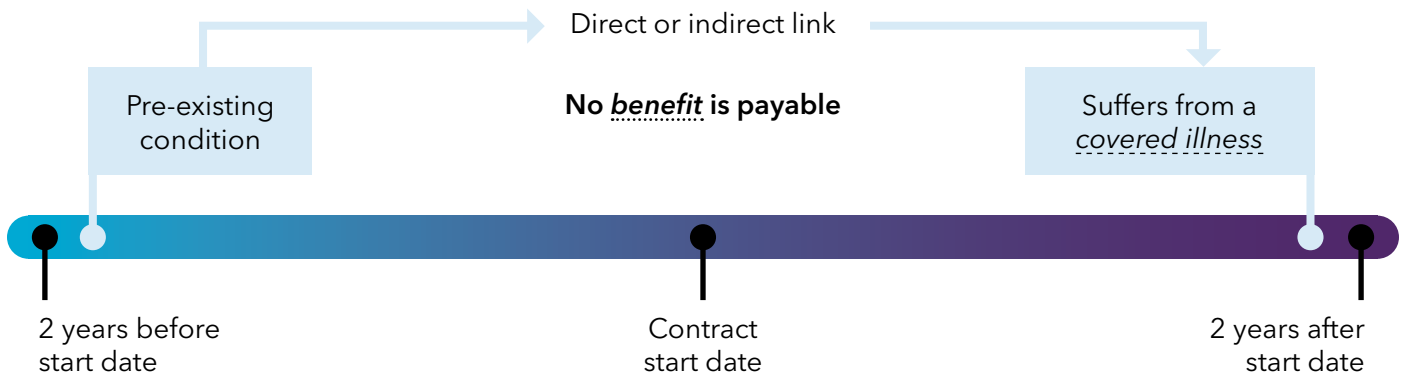 Direct or indirect link
Pre-existing
condition
No benefit is payable
Suffers from a
covered illness
2 years before
start date
Contract
start date
2 years after
start date